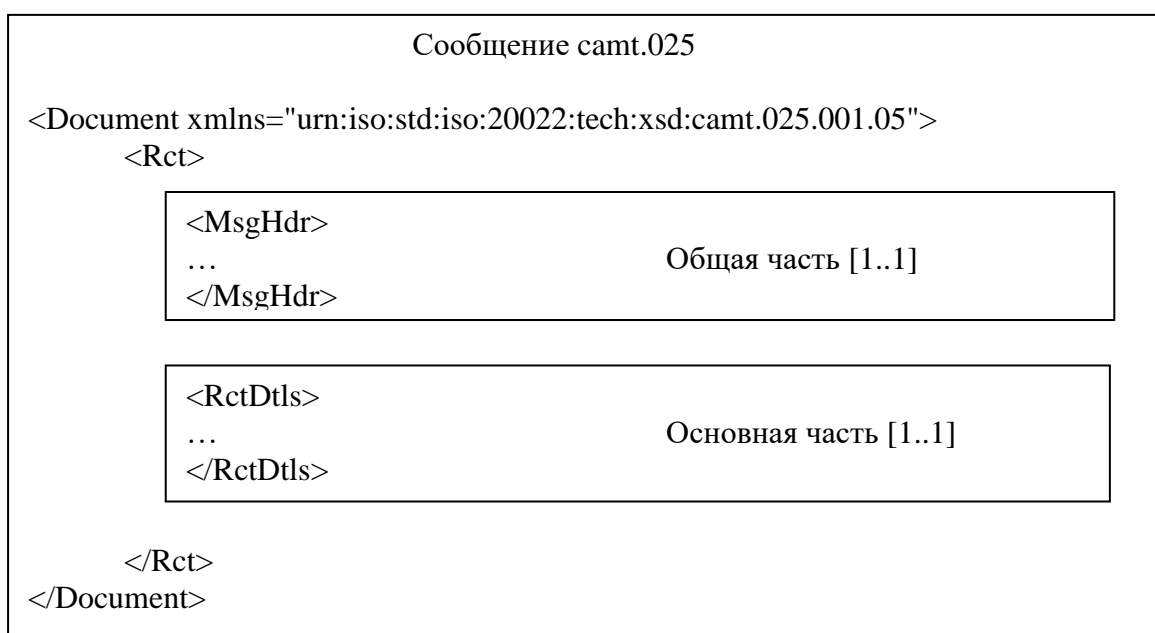 Сообщение camt.025
<Document xmlns="urn:iso:std:iso:20022:tech:xsd:camt.025.001.05">
<Rct>
<MsgHdr>
… Общая часть [1..1]
</MsgHdr>
<RctDtls>
… Основная часть [1..1]
</RctDtls>
</Rct>
</Document>